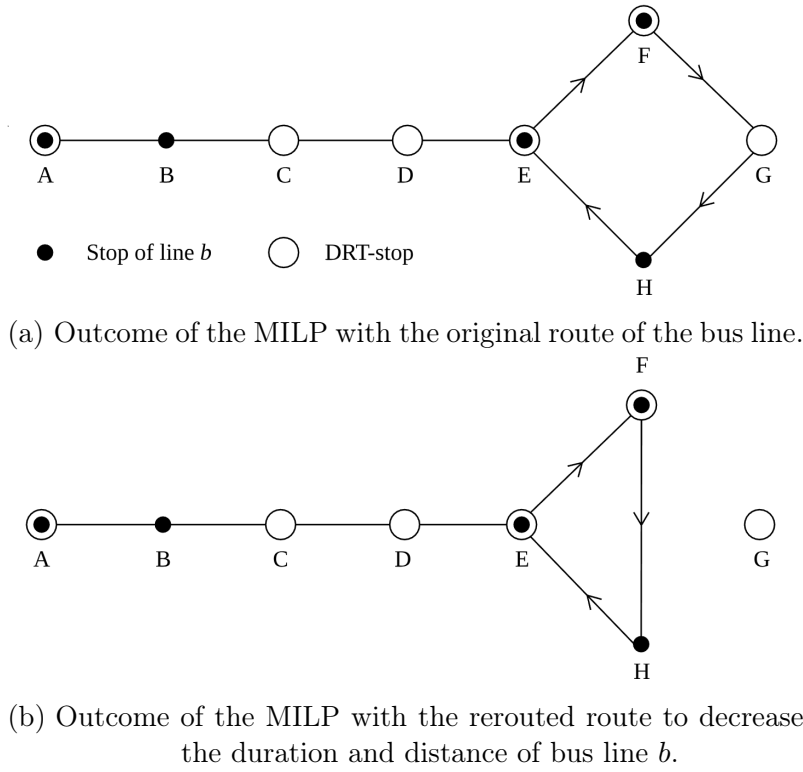 F
A B C D E G
Stop of line b DRT-stop
H
(a) Outcome of the MILP with the original route of the bus line.
F
A B C D E G
H
(b) Outcome of the MILP with the rerouted route to decrease
the duration and distance of bus line b.